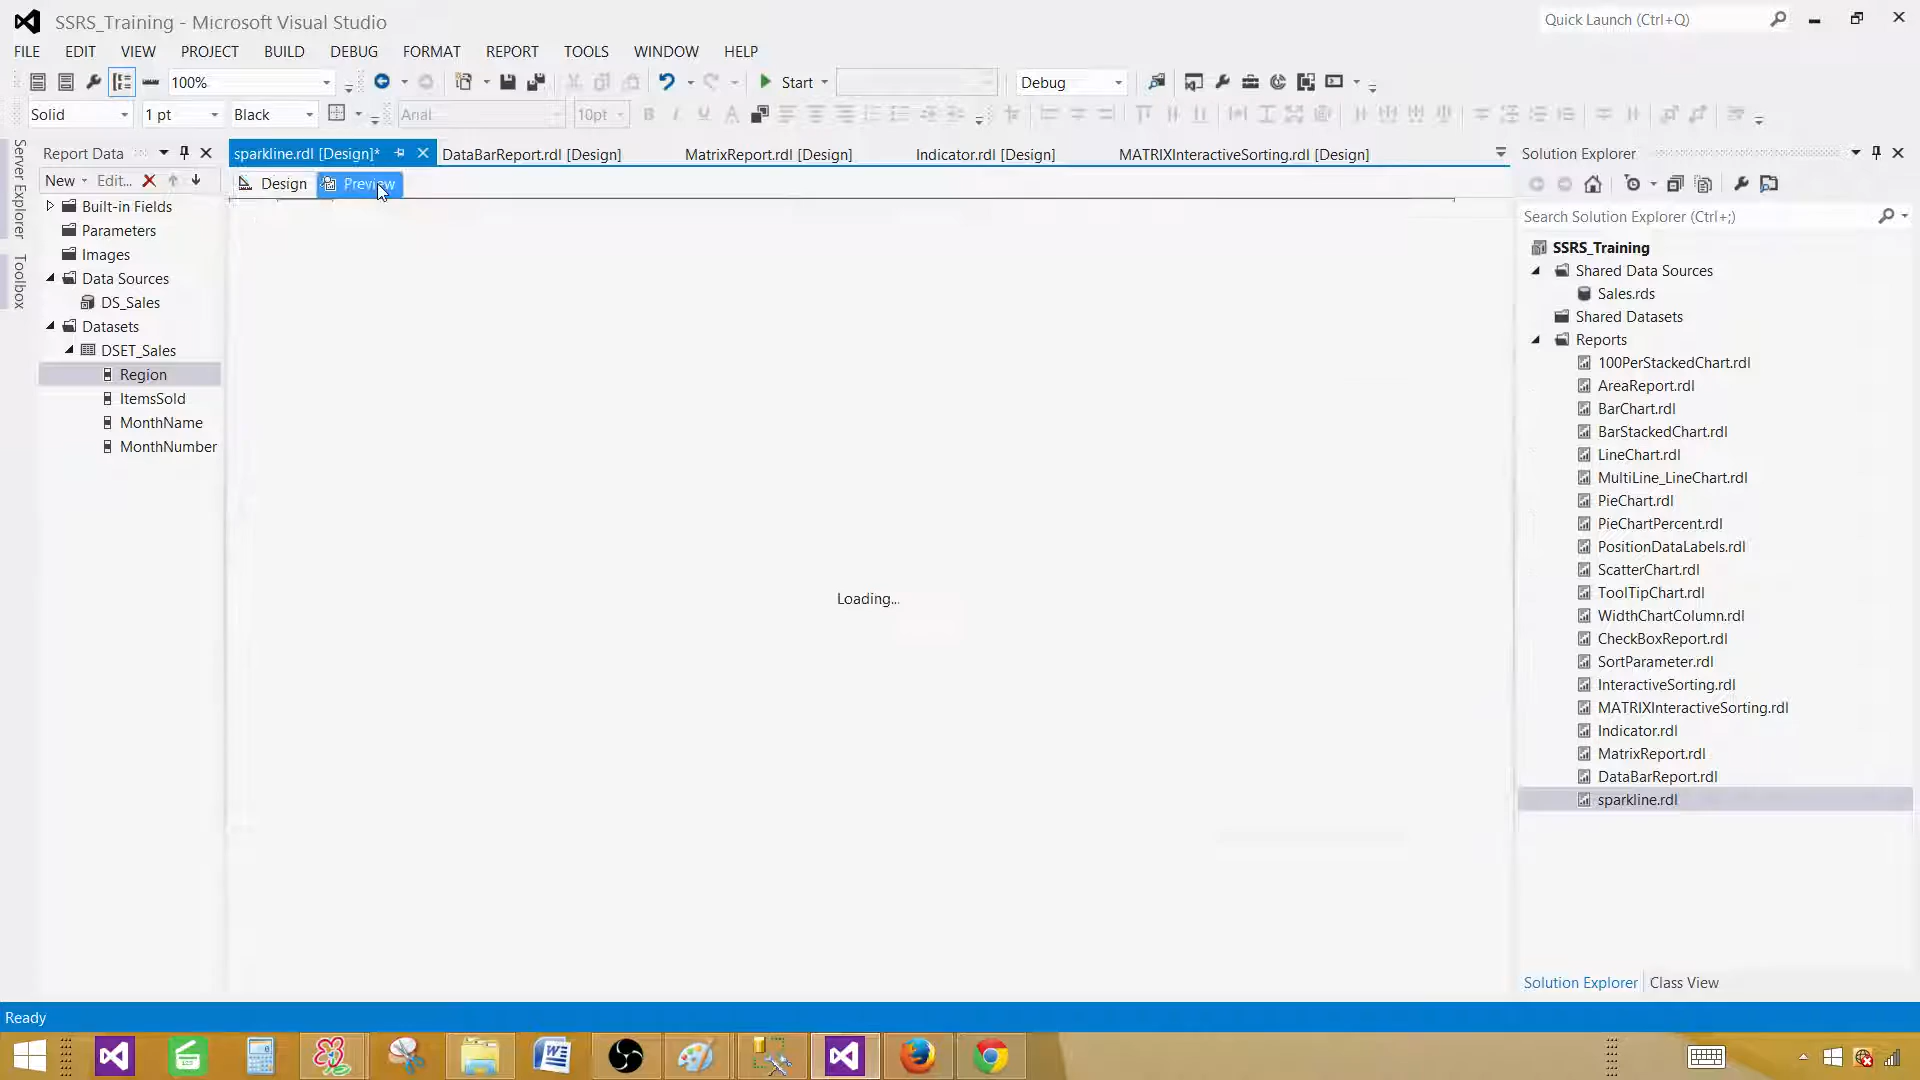 SSRS_Training - Microsoft Visual Studio
Quick Launch (Ctrl+Q)
FILE EDIT VIEW PROJECT BUILD DEBUG FORMAT REPORT TOOLS WINDOW HELP
100% Start Debug
Solid 1 pt Black Arial 10pt B I U A
Server Explorer
Toolbox
Report Data
sparkline.rdl [Design]* DataBarReport.rdl [Design] MatrixReport.rdl [Design] Indicator.rdl [Design] MATRIXInteractiveSorting.rdl [Design]
Solution Explorer
New Edit...
Design Preview
Built-in Fields
Parameters
Images
Data Sources
DS_Sales
Datasets
DSET_Sales
Region
ItemsSold
MonthName
MonthNumber
Loading...
Search Solution Explorer (Ctrl+;)
SSRS_Training
Shared Data Sources
Sales.rds
Shared Datasets
Reports
100PerStackedChart.rdl
AreaReport.rdl
BarChart.rdl
BarStackedChart.rdl
LineChart.rdl
MultiLine_LineChart.rdl
PieChart.rdl
PieChartPercent.rdl
PositionDataLabels.rdl
ScatterChart.rdl
ToolTipChart.rdl
WidthChartColumn.rdl
CheckBoxReport.rdl
SortParameter.rdl
InteractiveSorting.rdl
MATRIXInteractiveSorting.rdl
Indicator.rdl
MatrixReport.rdl
DataBarReport.rdl
sparkline.rdl
Solution Explorer Class View
Ready